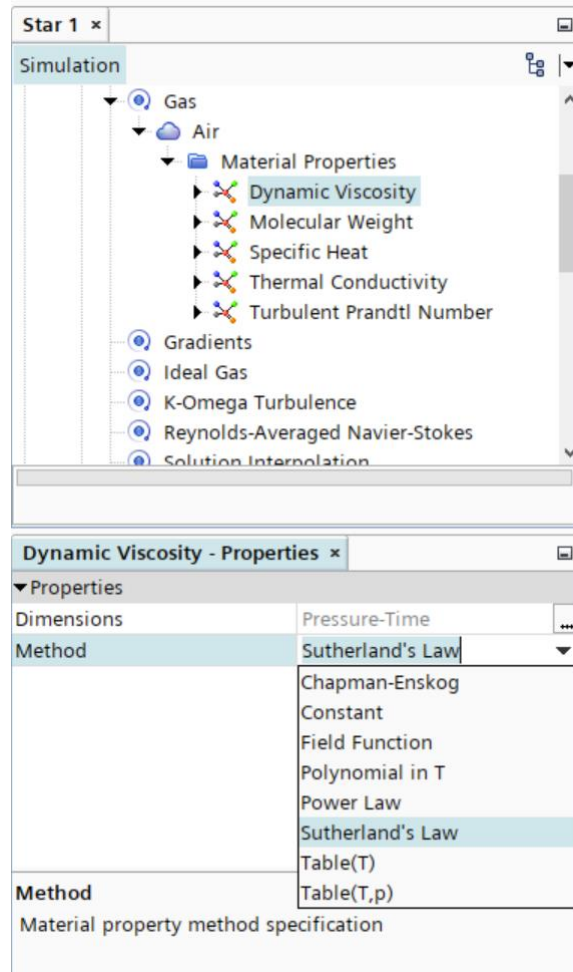 Star 1 ×
Simulation
Gas
Air
Material Properties
Dynamic Viscosity
Molecular Weight
Specific Heat
Thermal Conductivity
Turbulent Prandtl Number
Gradients
Ideal Gas
K-Omega Turbulence
Reynolds-Averaged Navier-Stokes
Solution Interpolation
Dynamic Viscosity - Properties ×
Properties
Dimensions Pressure-Time ...
Method Sutherland's Law
Chapman-Enskog
Constant
Field Function
Polynomial in T
Power Law
Sutherland's Law
Table(T)
Table(T,p)
Method
Material property method specification